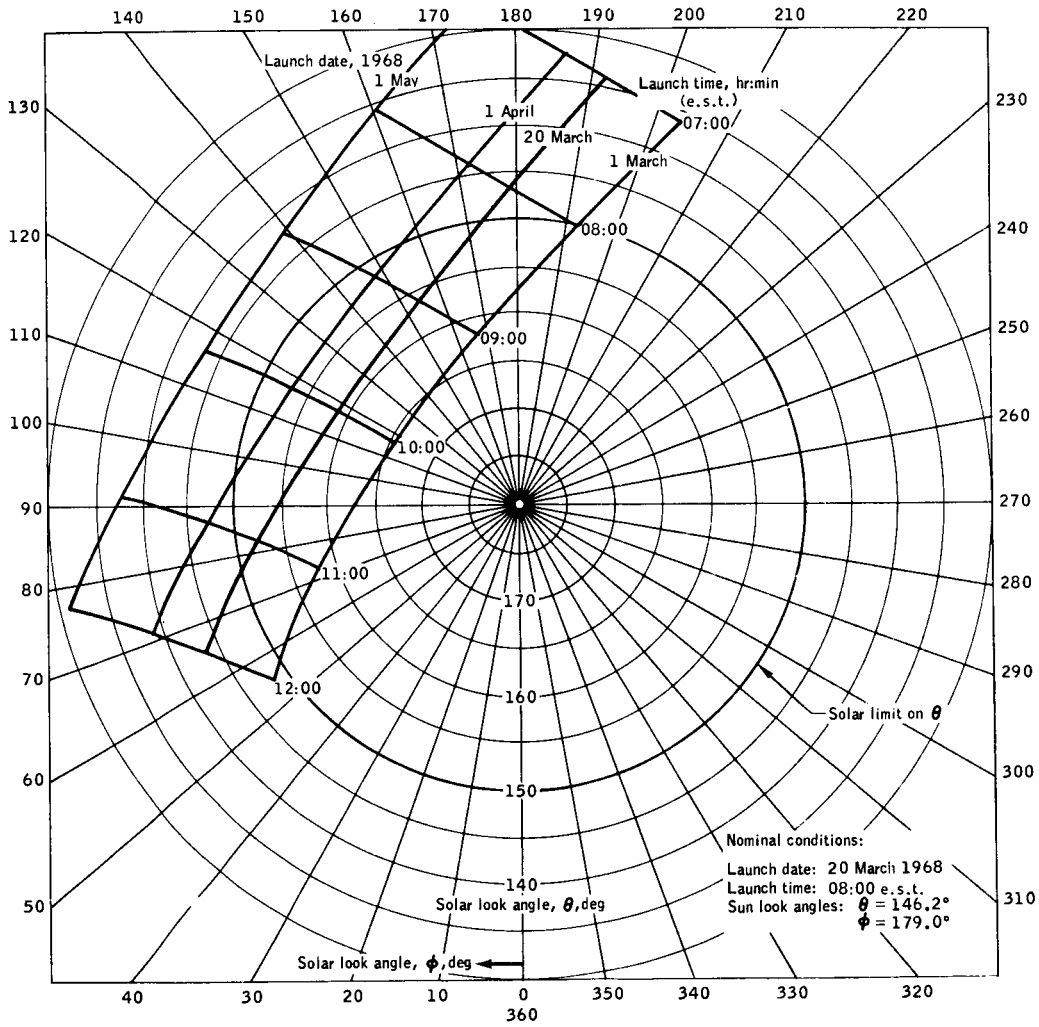 140 150 160 170 180 190 200 210 220
Launch date, 1968
1 May
1 April
20 March
1 March
Launch time, hr:min
(e.s.t.)
07:00
130
230
120
08:00
240
110
09:00
250
100
10:00
260
90
270
11:00
80
170
280
70
12:00
160
290
Solar limit on θ
60
150
300
Nominal conditions:
Launch date: 20 March 1968
Launch time: 08:00 e.s.t.
Sun look angles: θ = 146.2°
ϕ = 179.0°
140
Solar look angle, θ, deg
50
310
Solar look angle, ϕ, deg
40 30 20 10 0 350 340 330 320
360